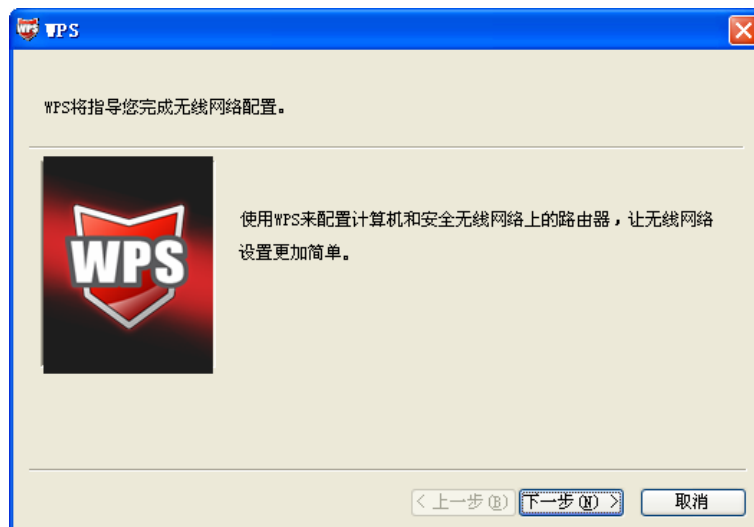 WPS
WPS将指导您完成无线网络配置。
WPS
使用WPS来配置计算机和安全无线网络上的路由器，让无线网络
设置更加简单。
< 上一步(B) 下一步(N) > 取消